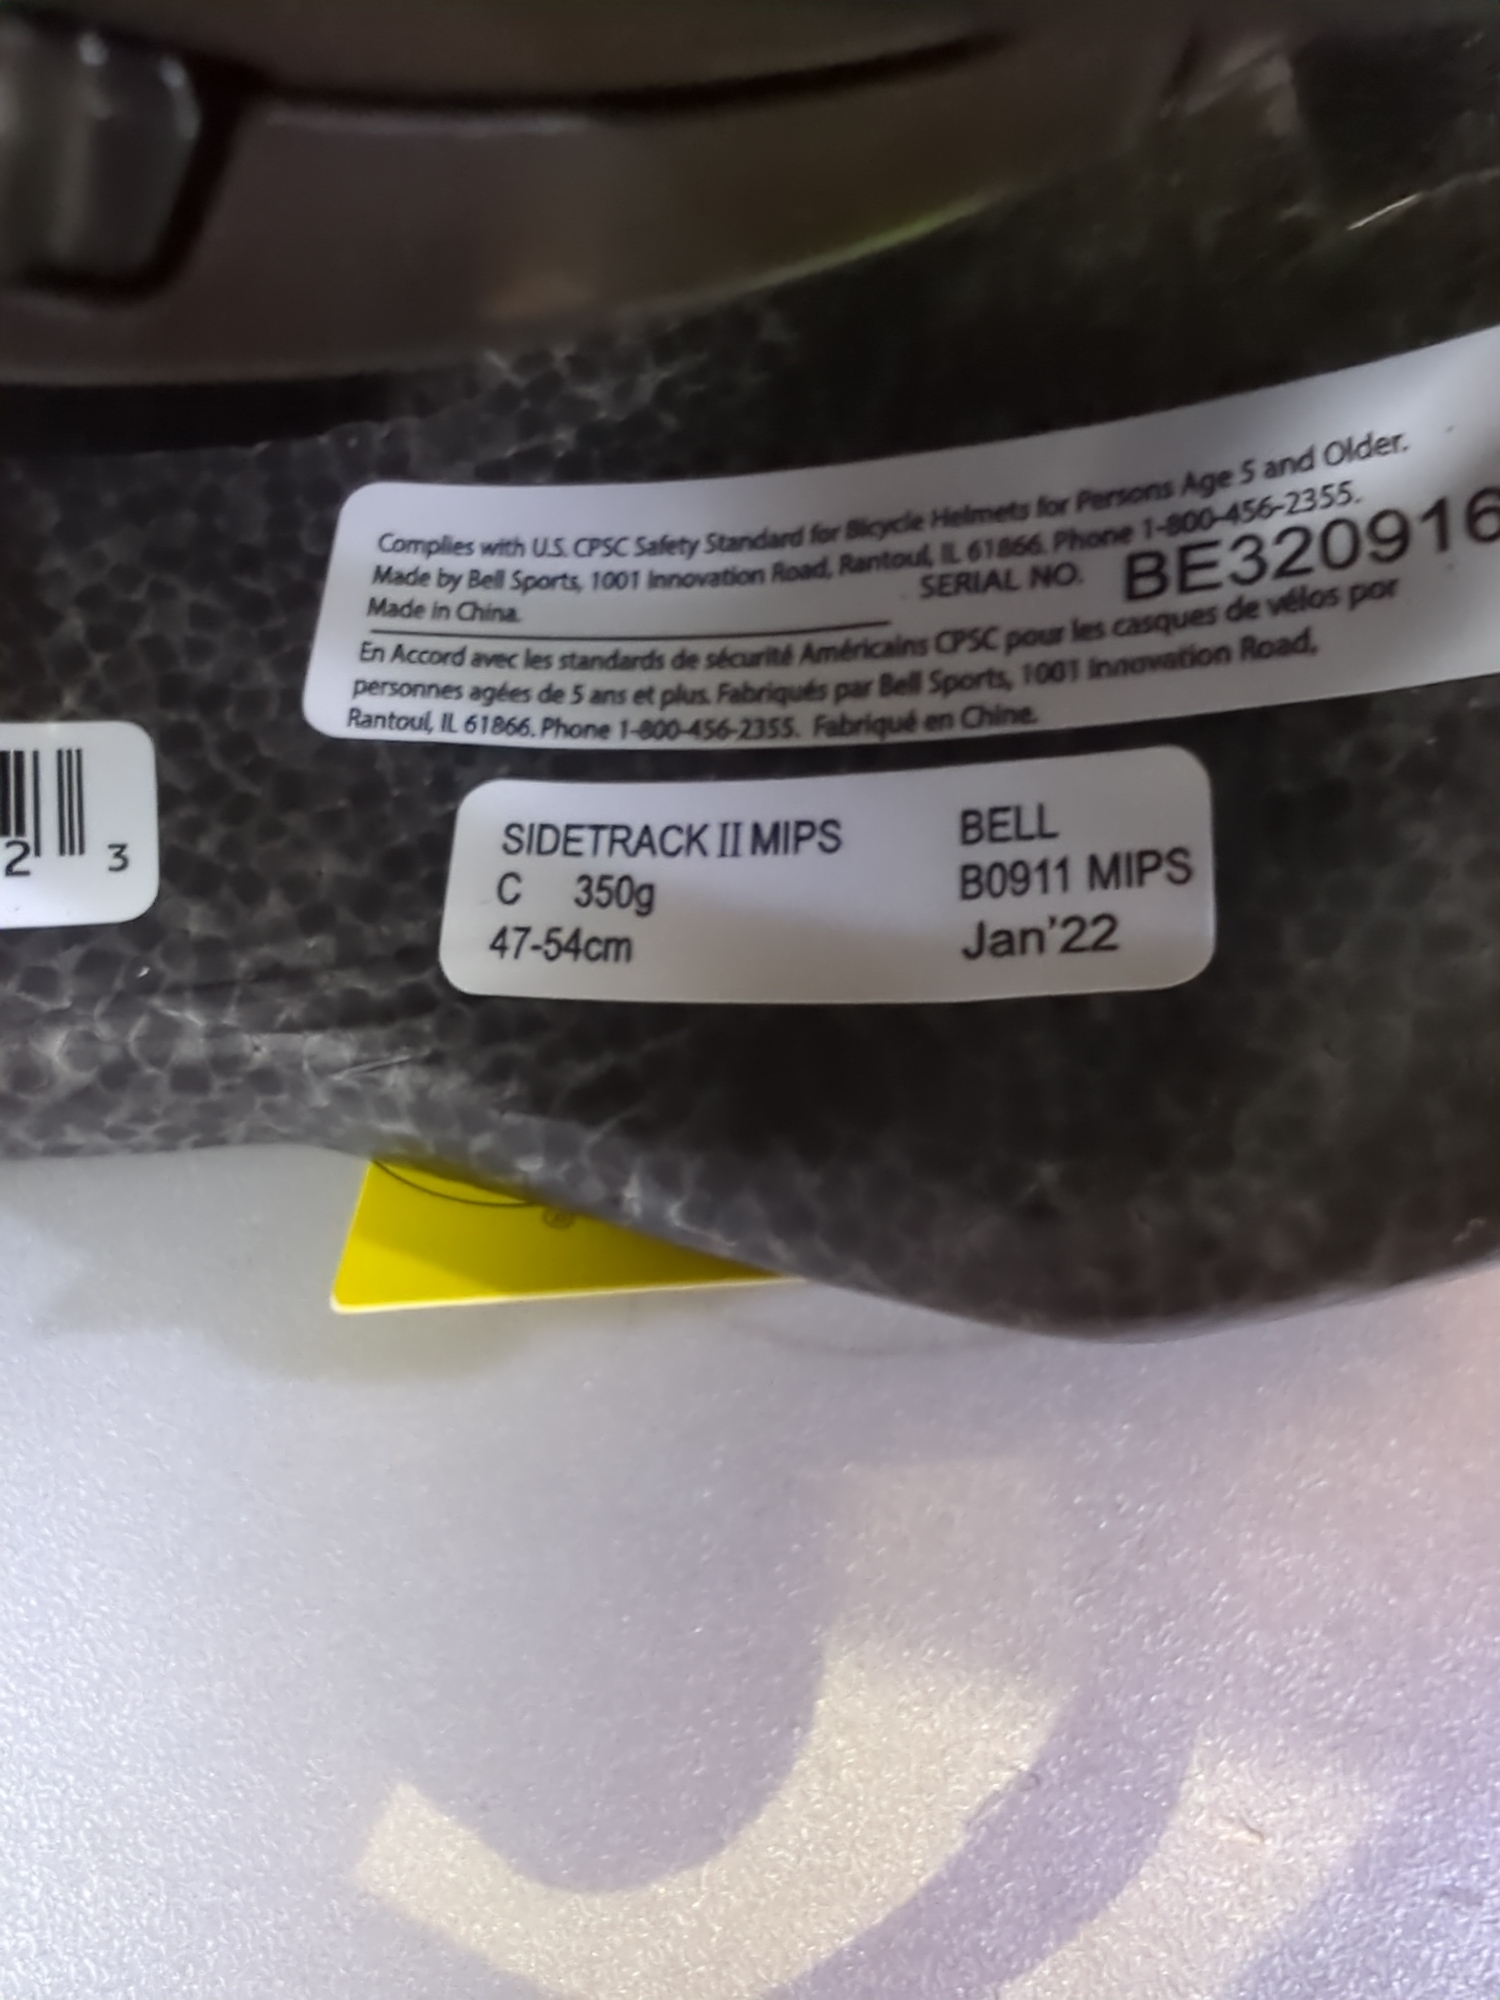 Complies with U.S. CPSC Safety Standard for Bicycle Helmets for Persons Age 5 and Older.
Made by Bell Sports, 1001 Innovation Road, Rantoul, IL 61866. Phone 1-800-456-2355.
Made in China.
SERIAL NO. BE320916
En Accord avec les standards de sécurité Américains CPSC pour les casques de vélos por
personnes agées de 5 ans et plus. Fabriqués par Bell Sports, 1001 Innovation Road,
Rantoul, IL 61866. Phone 1-800-456-2355. Fabriqué en Chine.
2 3
SIDETRACK II MIPS
C 350g
47-54cm
BELL
B0911 MIPS
Jan'22
®